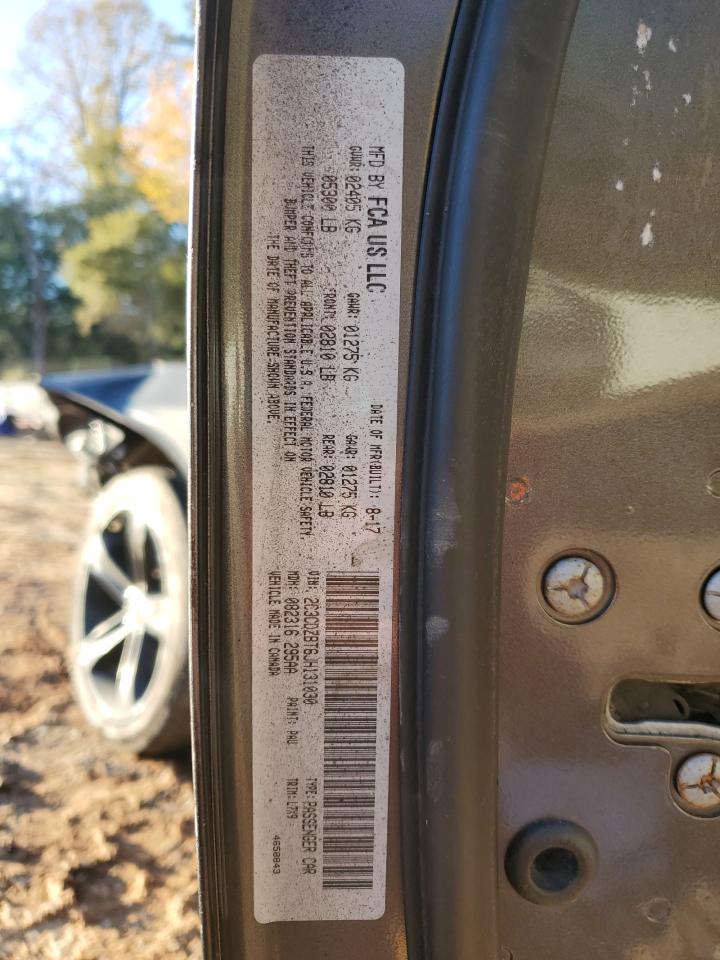 MFD BY FCA US LLC
DATE OF MFR(BUILT): 8-17
GVWR: 02405 KG GAWR: 01275 KG GAWR: 01275 KG
05300 LB FRONT: 02810 LB REAR: 02810 LB
THIS VEHICLE CONFORMS TO ALL APPLICABLE U.S.A. FEDERAL MOTOR VEHICLE SAFETY,
BUMPER AND THEFT PREVENTION STANDARDS IN EFFECT ON
THE DATE OF MANUFACTURE SHOWN ABOVE.
VIN: 2C3CDZBT6JH131030 TYPE: PASSENGER CAR
MDH: 082316 295AA PAINT: PAU TRIM: L7X9
VEHICLE MADE IN CANADA
4658843